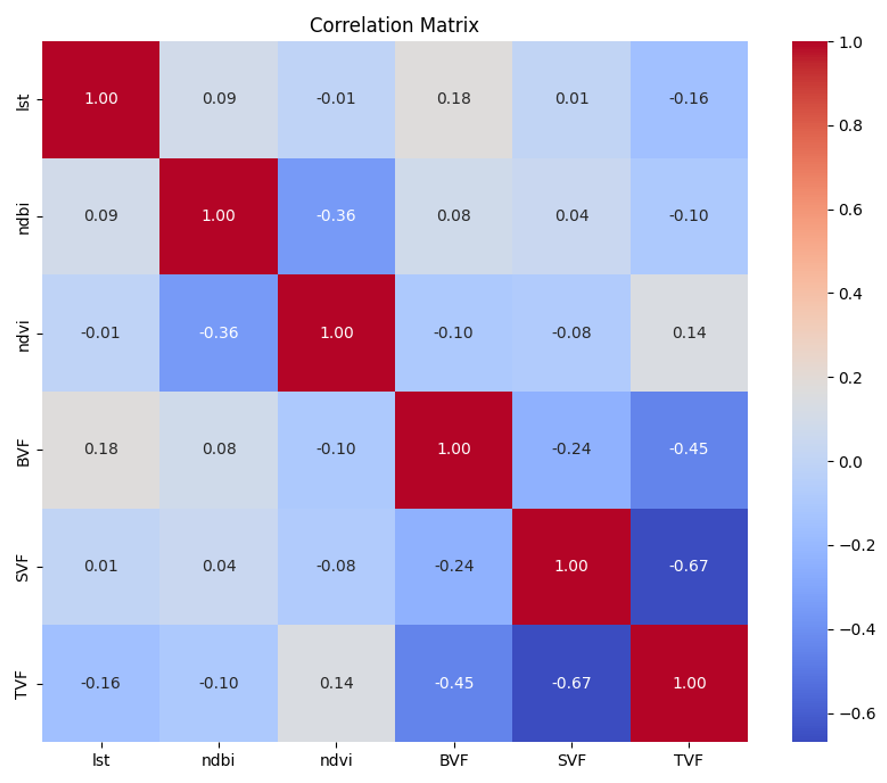 Correlation Matrix
lst 1.00 0.09 -0.01 0.18 0.01 -0.16
ndbi 0.09 1.00 -0.36 0.08 0.04 -0.10
ndvi -0.01 -0.36 1.00 -0.10 -0.08 0.14
BVF 0.18 0.08 -0.10 1.00 -0.24 -0.45
SVF 0.01 0.04 -0.08 -0.24 1.00 -0.67
TVF -0.16 -0.10 0.14 -0.45 -0.67 1.00
lst ndbi ndvi BVF SVF TVF
1.0
0.8
0.6
0.4
0.2
0.0
−0.2
−0.4
−0.6